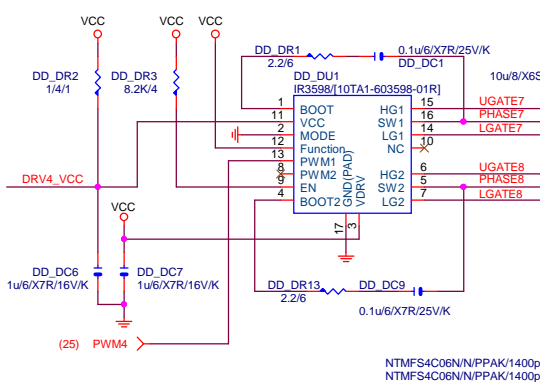 VCC VCC VCC
DD_DR1 0.1u/6/X7R/25V/K
2.2/6 DD_DC1
DD_DR2 DD_DR3 DD_DU1 10u/8/X6S
1/4/1 8.2K/4 IR3598/[10TA1-603598-01R]
1 BOOT HG1 15 UGATE7
11 VCC SW1 16 PHASE7
2 MODE LG1 14 LGATE7
12 Function NC 10
13 PWM1
8 PWM2 HG2 6 UGATE8
DRV4_VCC 9 EN SW2 5 PHASE8
4 BOOT2 LG2 7 LGATE8
GND(PAD) VDRV
VCC
17 3
DD_DC6 DD_DC7
1u/6/X7R/16V/K 1u/6/X7R/16V/K
DD_DR13 DD_DC9
2.2/6
0.1u/6/X7R/25V/K
(25) PWM4
NTMFS4C06N/N/PPAK/1400p
NTMFS4C06N/N/PPAK/1400p